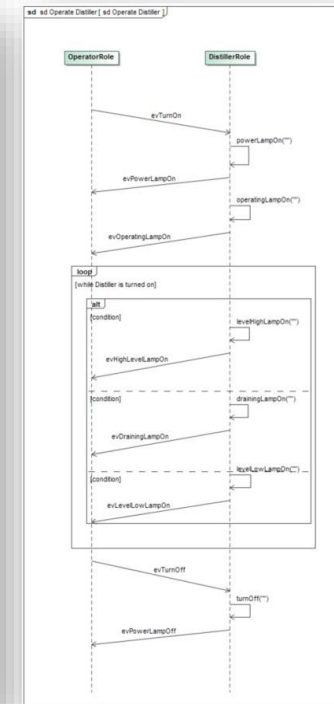 sd sd Operate Distiller [ sd Operate Distiller ]
OperatorRole
DistillerRole
evTurnOn
powerLampOn("")
evPowerLampOn
operatingLampOn("")
evOperatingLampOn
loop
[while Distiller is turned on]
alt
[condition]
levelHighLampOn("")
evHighLevelLampOn
[condition]
drainingLampOn("")
evDrainingLampOn
levelLowLampOn("")
[condition]
evLevelLowLampOn
evTurnOff
turnOff("")
evPowerLampOff